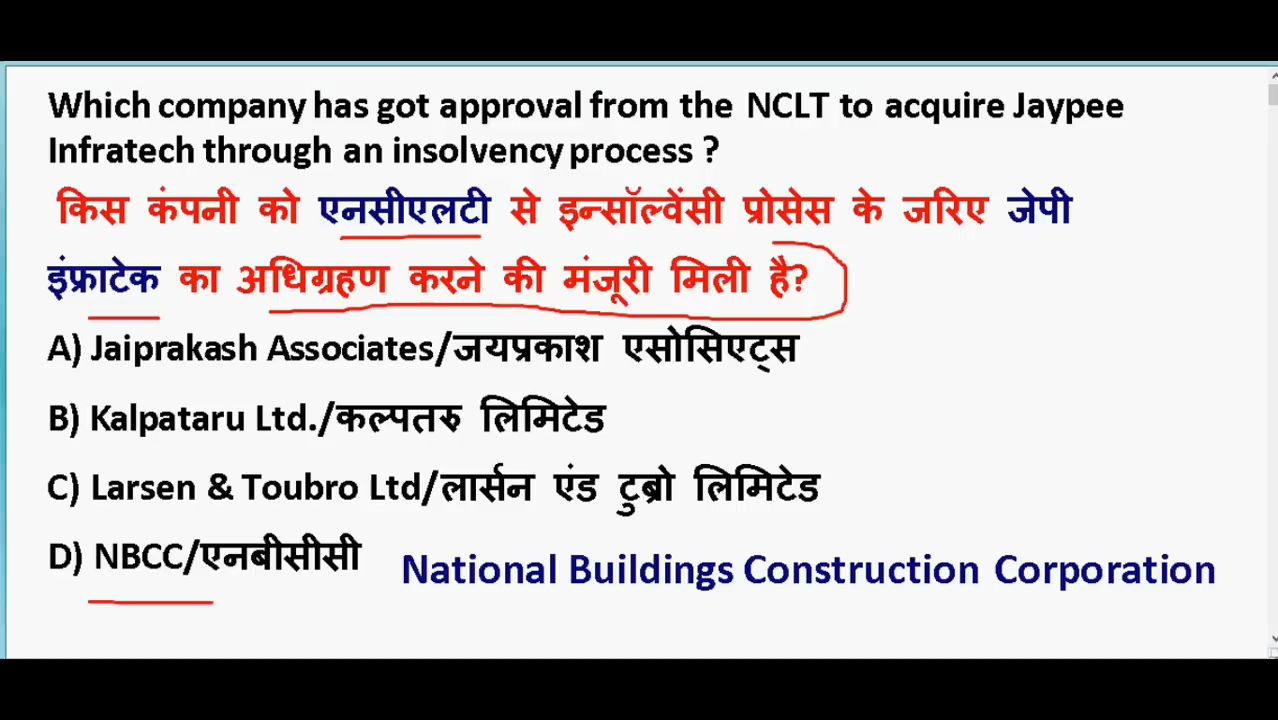 Which company has got approval from the NCLT to acquire Jaypee
Infratech through an insolvency process ?
किस कंपनी को एनसीएलटी से इन्सॉल्वेंसी प्रोसेस के जरिए जेपी
इंफ्राटेक का अधिग्रहण करने की मंजूरी मिली है?
A) Jaiprakash Associates/जयप्रकाश एसोसिएट्स
B) Kalpataru Ltd./कल्पतरु लिमिटेड
C) Larsen & Toubro Ltd/लार्सन एंड टुब्रो लिमिटेड
D) NBCC/एनबीसीसी National Buildings Construction Corporation